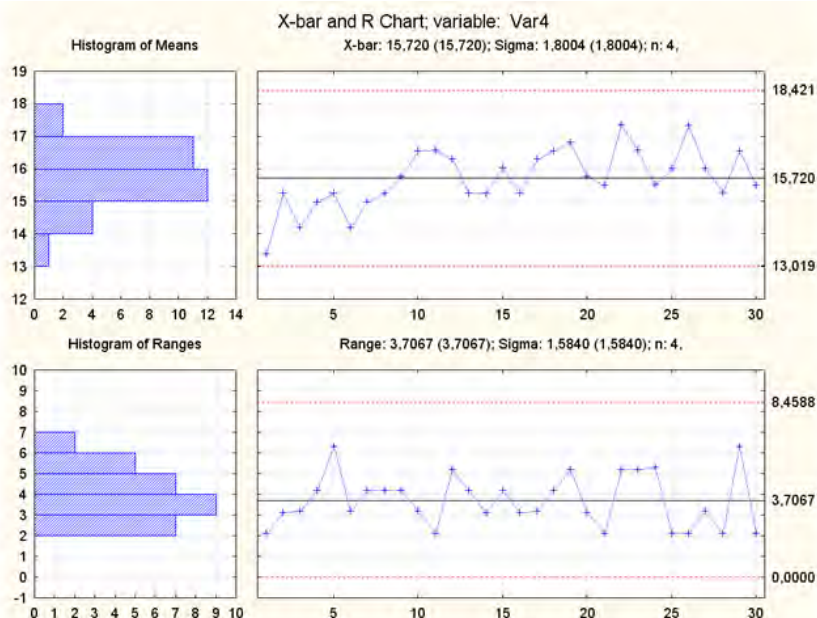 X-bar and R Chart; variable: Var4
Histogram of Means
X-bar: 15,720 (15,720); Sigma: 1,8004 (1,8004); n: 4,
19
18
17
16
15
14
13
12
0 2 4 6 8 10 12 14
5 10 15 20 25 30
18,421
15,720
13,019
Histogram of Ranges
Range: 3,7067 (3,7067); Sigma: 1,5840 (1,5840); n: 4,
10
9
8
7
6
5
4
3
2
1
0
-1
0 1 2 3 4 5 6 7 8 9 10
5 10 15 20 25 30
8,4588
3,7067
0,0000